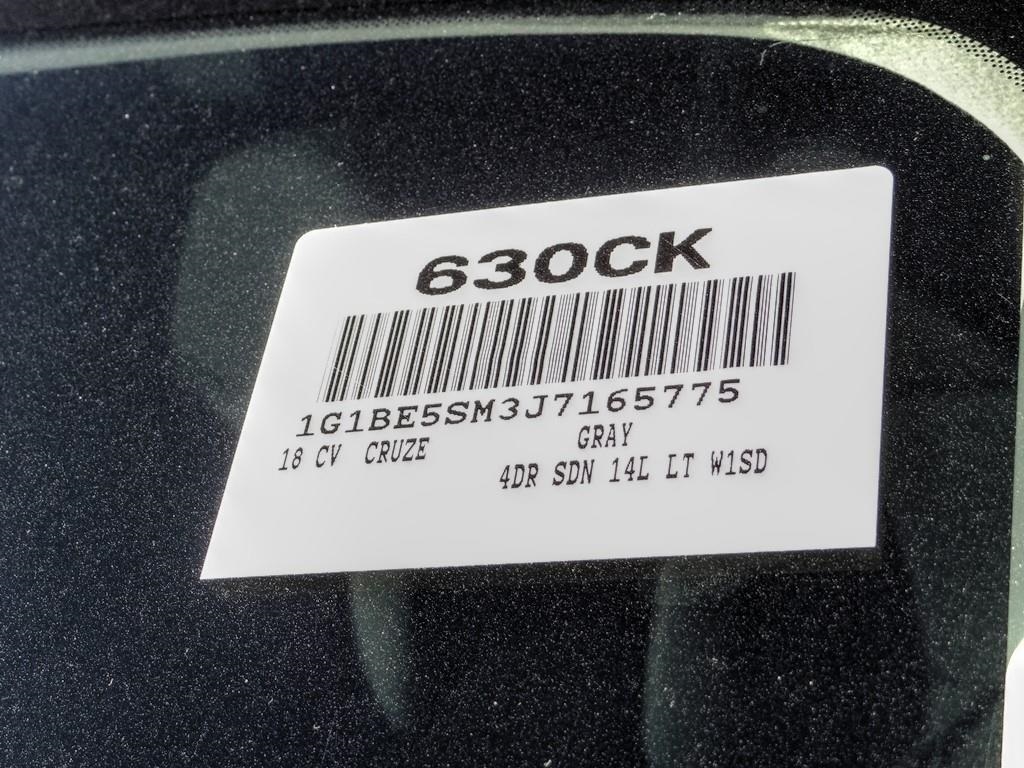 630CK
1G1BE5SM3J7165775
18 CV CRUZE GRAY
4DR SDN 14L LT W1SD